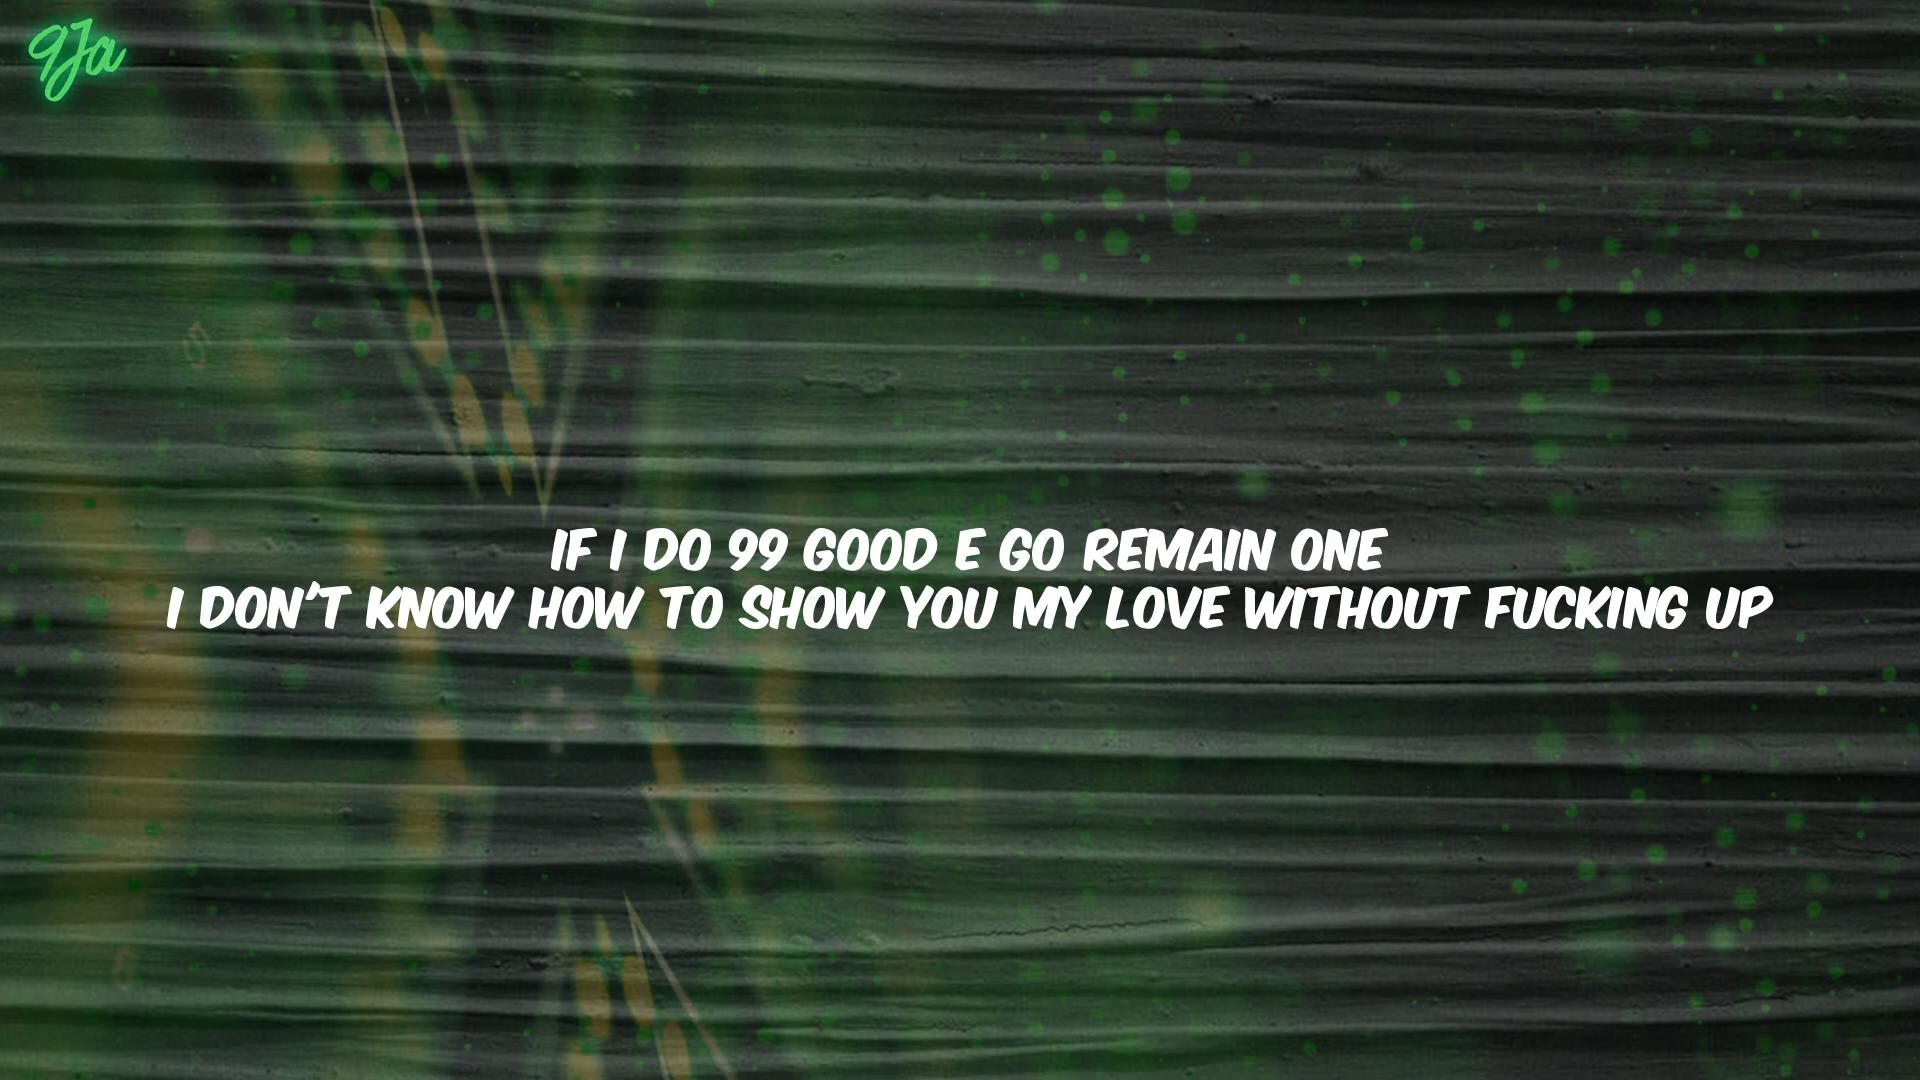 9Ja
IF I DO 99 GOOD E GO REMAIN ONE
I DON'T KNOW HOW TO SHOW YOU MY LOVE WITHOUT FUCKING UP